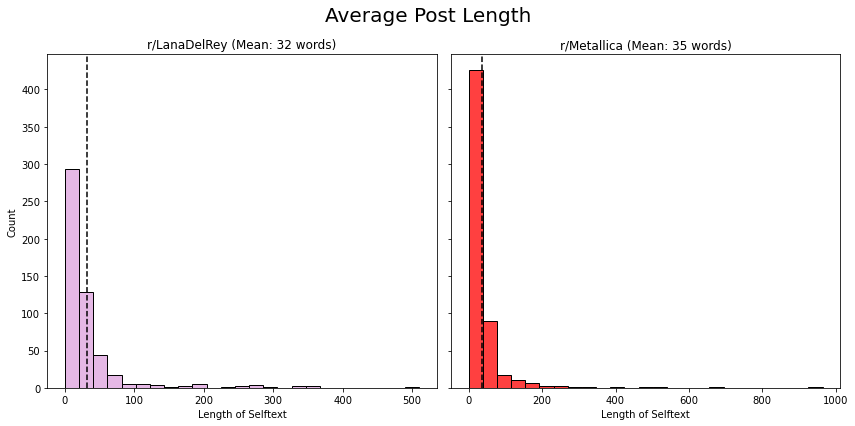 Average Post Length
r/LanaDelRey (Mean: 32 words)
r/Metallica (Mean: 35 words)
Count
400
350
300
250
200
150
100
50
0
0 100 200 300 400 500
0 200 400 600 800 1000
Length of Selftext
Length of Selftext